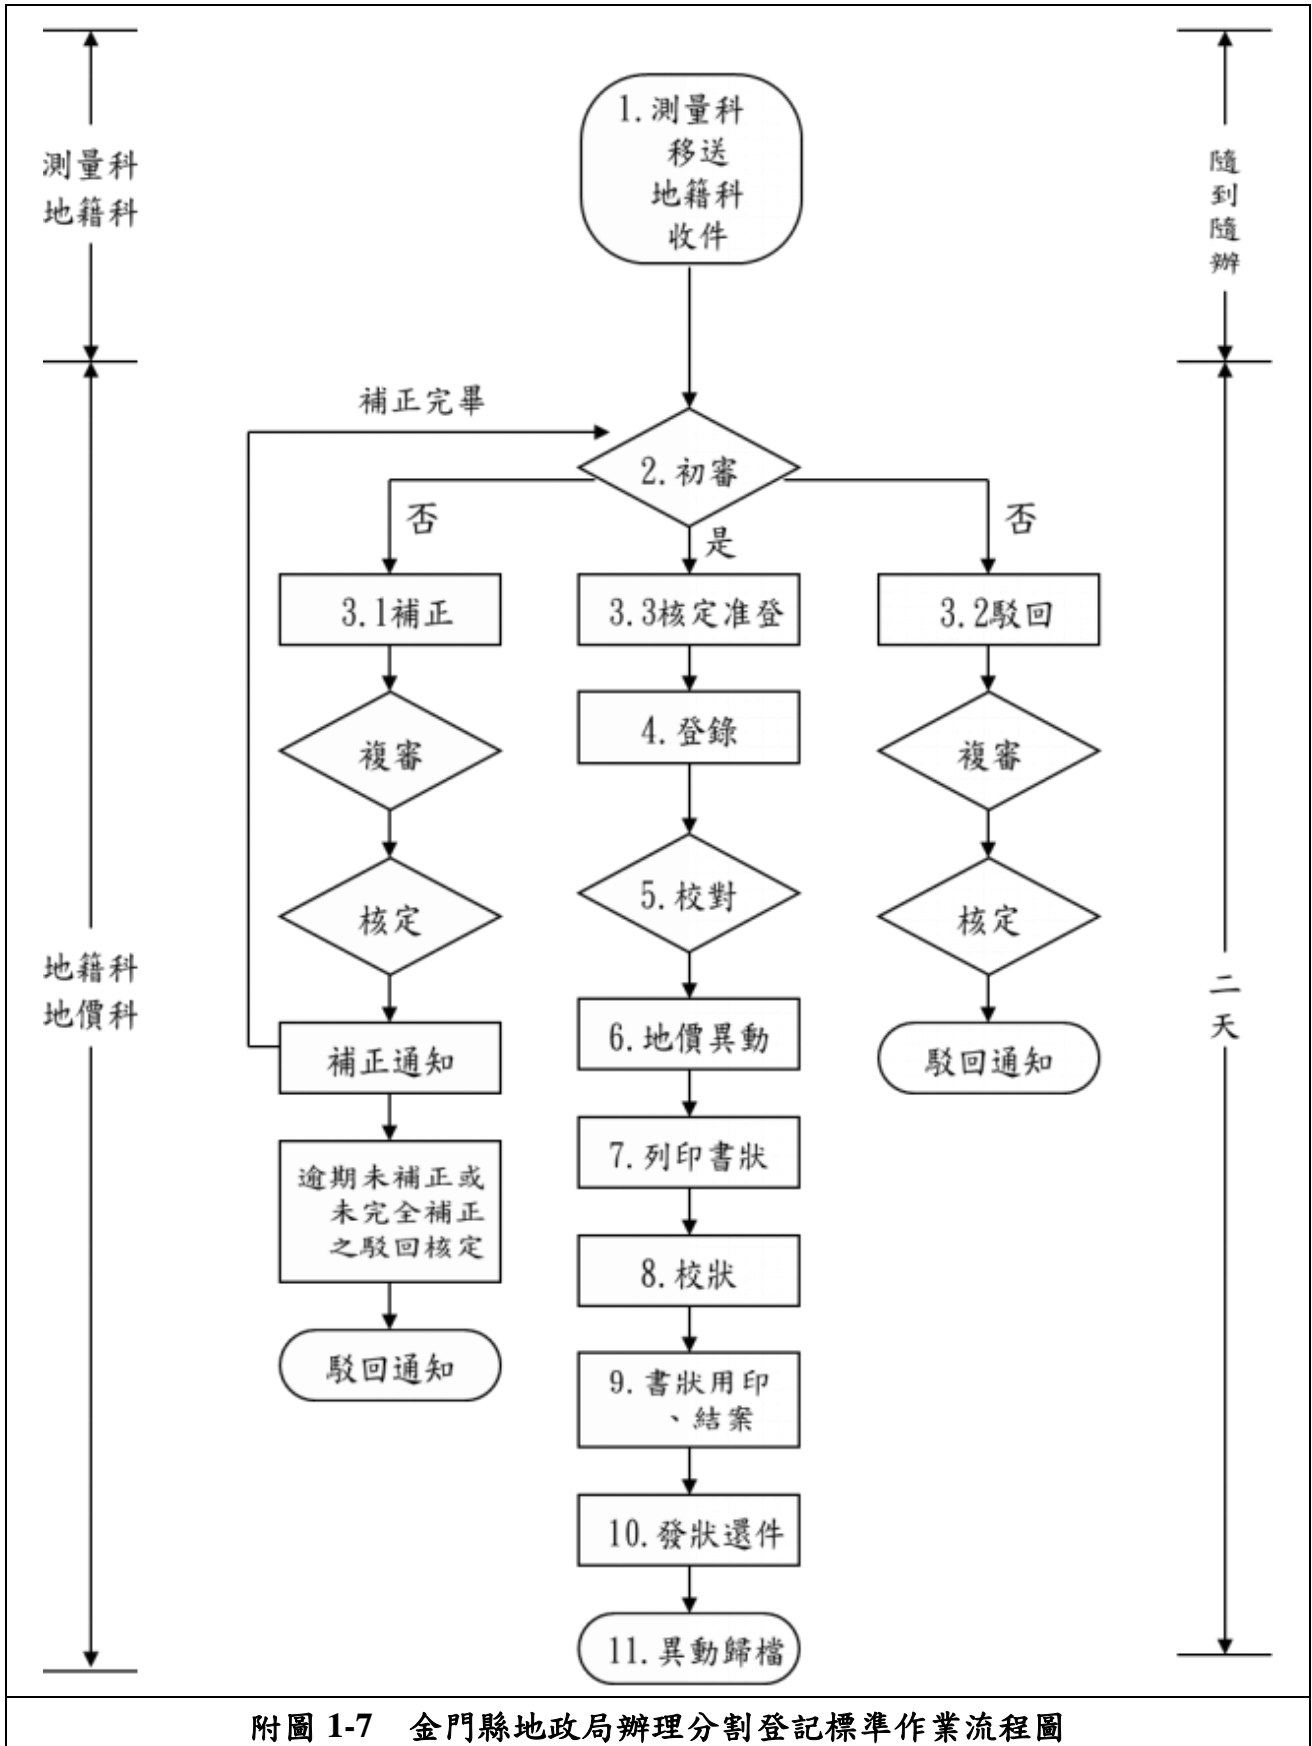 1.測量科
移送
地籍科
收件
測量科
地籍科
隨
到
隨
辦
補正完畢
2.初審
否
是
否
3.1補正
3.3核定准登
3.2駁回
複審
4.登錄
複審
核定
5.校對
核定
地籍科
地價科
二
天
補正通知
6.地價異動
駁回通知
逾期未補正或
未完全補正
之駁回核定
7.列印書狀
8.校狀
駁回通知
9.書狀用印
、結案
10.發狀還件
11.異動歸檔
附圖 1-7 金門縣地政局辦理分割登記標準作業流程圖